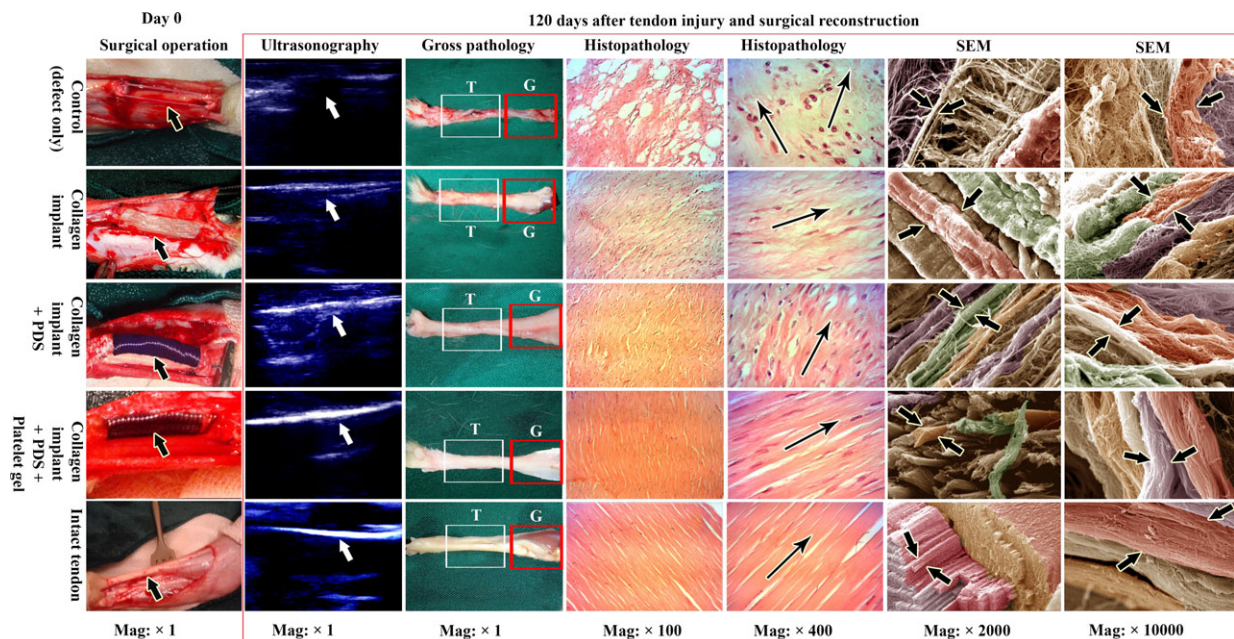 Day 0
120 days after tendon injury and surgical reconstruction
Surgical operation
Ultrasonography
Gross pathology
Histopathology
Histopathology
SEM
SEM
Control
(defect only)
T
G
Collagen
implant
T
G
Collagen
implant
+ PDS
T
G
Collagen
implant
+ PDS +
Platelet gel
T
G
Intact tendon
T
G
Mag: × 1
Mag: × 1
Mag: × 1
Mag: × 100
Mag: × 400
Mag: × 2000
Mag: × 10000